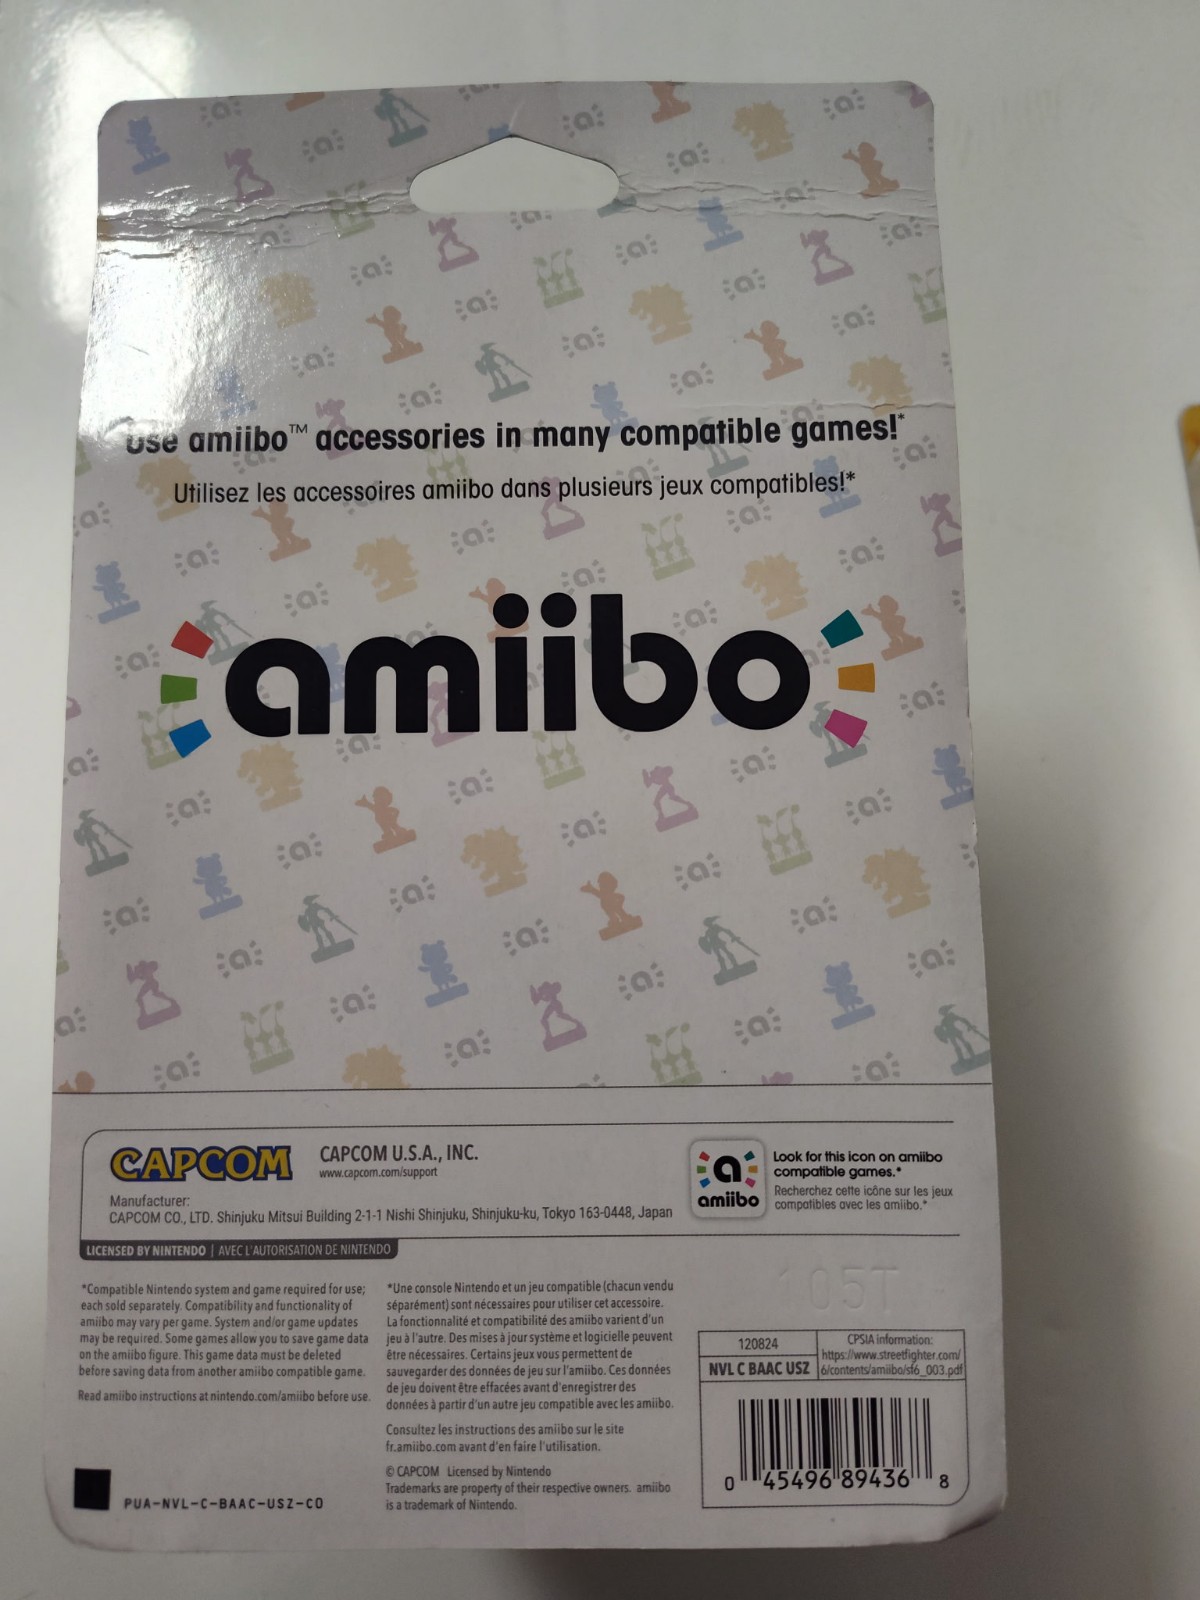 Use amiibo™ accessories in many compatible games!*
Utilisez les accessoires amiibo dans plusieurs jeux compatibles!*
amiibo
CAPCOM
CAPCOM U.S.A., INC.
www.capcom.com/support
Manufacturer:
CAPCOM CO., LTD. Shinjuku Mitsui Building 2-1-1 Nishi Shinjuku, Shinjuku-ku, Tokyo 163-0448, Japan
a
amiibo
Look for this icon on amiibo
compatible games.*
Recherchez cette icône sur les jeux
compatibles avec les amiibo.*
LICENSED BY NINTENDO | AVEC L'AUTORISATION DE NINTENDO
*Compatible Nintendo system and game required for use;
each sold separately. Compatibility and functionality of
amiibo may vary per game. System and/or game updates
may be required. Some games allow you to save game data
on the amiibo figure. This game data must be deleted
before saving data from another amiibo compatible game.
Read amiibo instructions at nintendo.com/amiibo before use.
*Une console Nintendo et un jeu compatible (chacun vendu
séparément) sont nécessaires pour utiliser cet accessoire.
La fonctionnalité et compatibilité des amiibo varient d'un
jeu à l'autre. Des mises à jour système et logicielle peuvent
être nécessaires. Certains jeux vous permettent de
sauvegarder des données de jeu sur l'amiibo. Ces données
de jeu doivent être effacées avant d'enregistrer des
données à partir d'un autre jeu compatible avec les amiibo.
Consultez les instructions des amiibo sur le site
fr.amiibo.com avant d'en faire l'utilisation.
© CAPCOM Licensed by Nintendo
Trademarks are property of their respective owners. amiibo
is a trademark of Nintendo.
105T
120824
NVL C BAAC USZ
CPSIA information:
https://www.streetfighter.com/
6/contents/amiibo/sf6_003.pdf
0 45496 89436 8
PUA-NVL-C-BAAC-USZ-C0